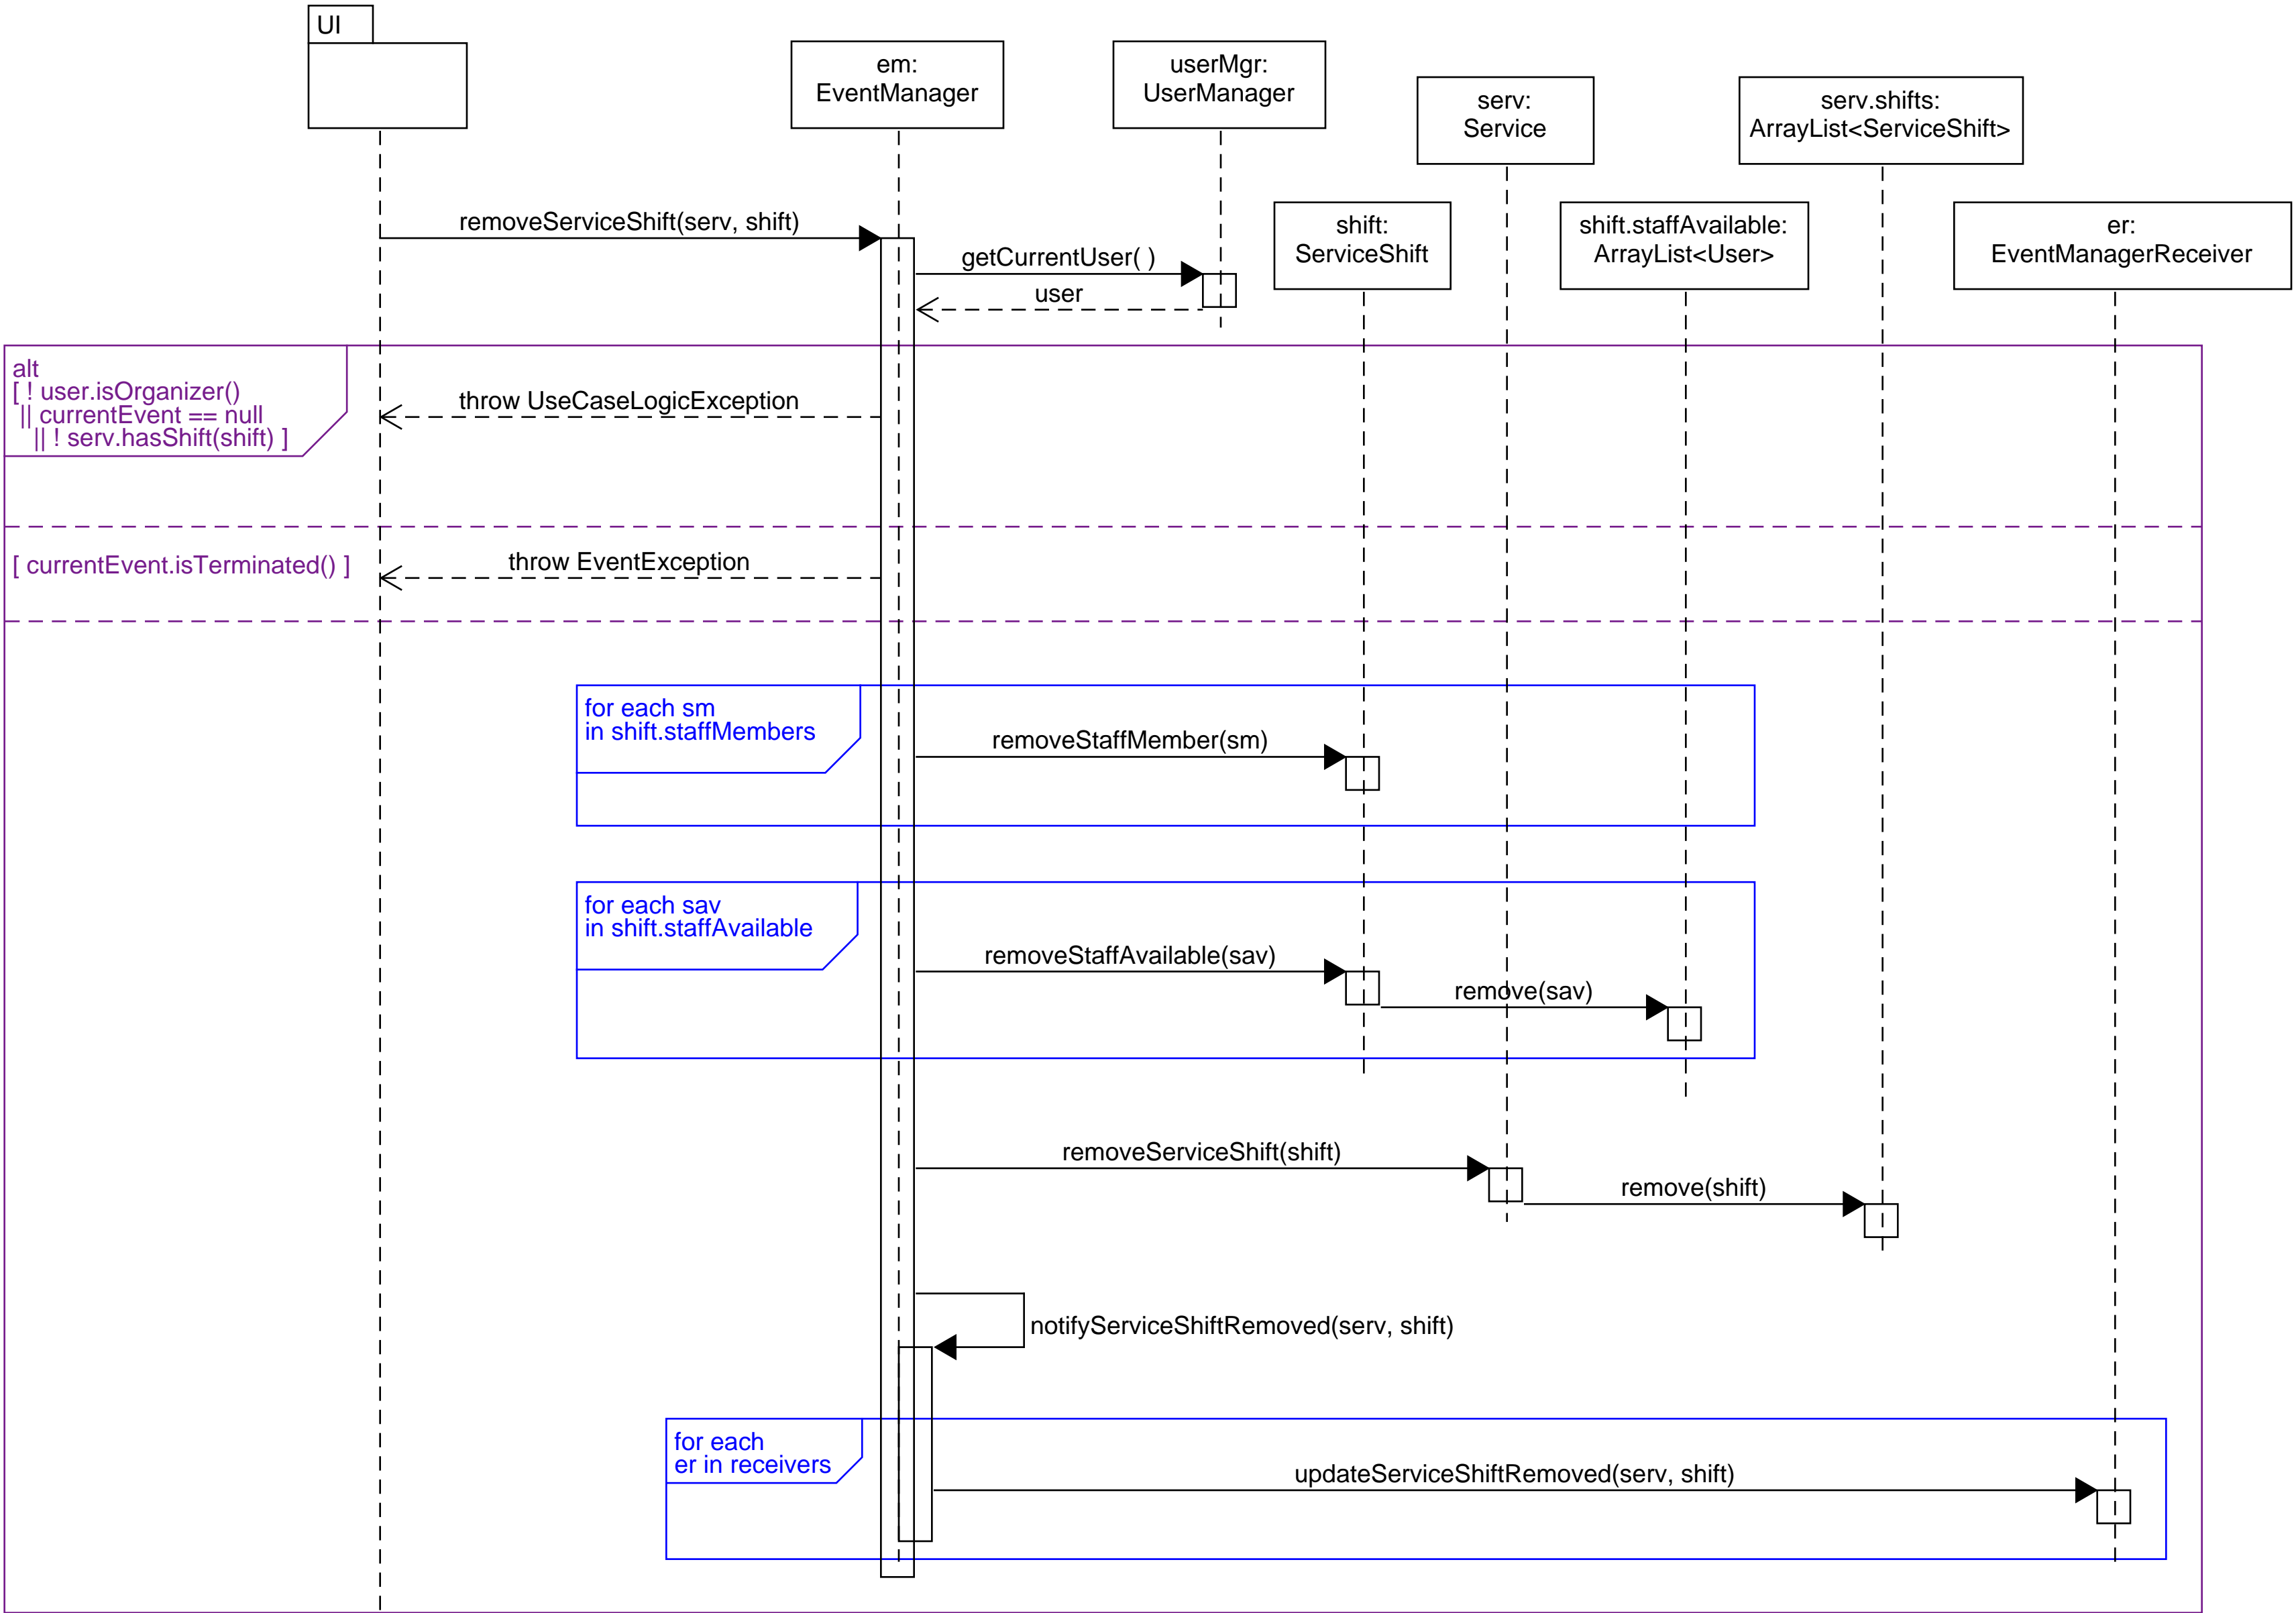 UI
em:
EventManager
userMgr:
UserManager
serv:
Service
serv.shifts:
ArrayList<ServiceShift>
shift:
ServiceShift
shift.staffAvailable:
ArrayList<User>
er:
EventManagerReceiver
removeServiceShift(serv, shift)
getCurrentUser( )
user
alt
[ ! user.isOrganizer()
|| currentEvent == null
|| ! serv.hasShift(shift) ]
throw UseCaseLogicException
[ currentEvent.isTerminated() ]
throw EventException
for each sm
in shift.staffMembers
removeStaffMember(sm)
for each sav
in shift.staffAvailable
removeStaffAvailable(sav)
remove(sav)
removeServiceShift(shift)
remove(shift)
notifyServiceShiftRemoved(serv, shift)
for each
er in receivers
updateServiceShiftRemoved(serv, shift)